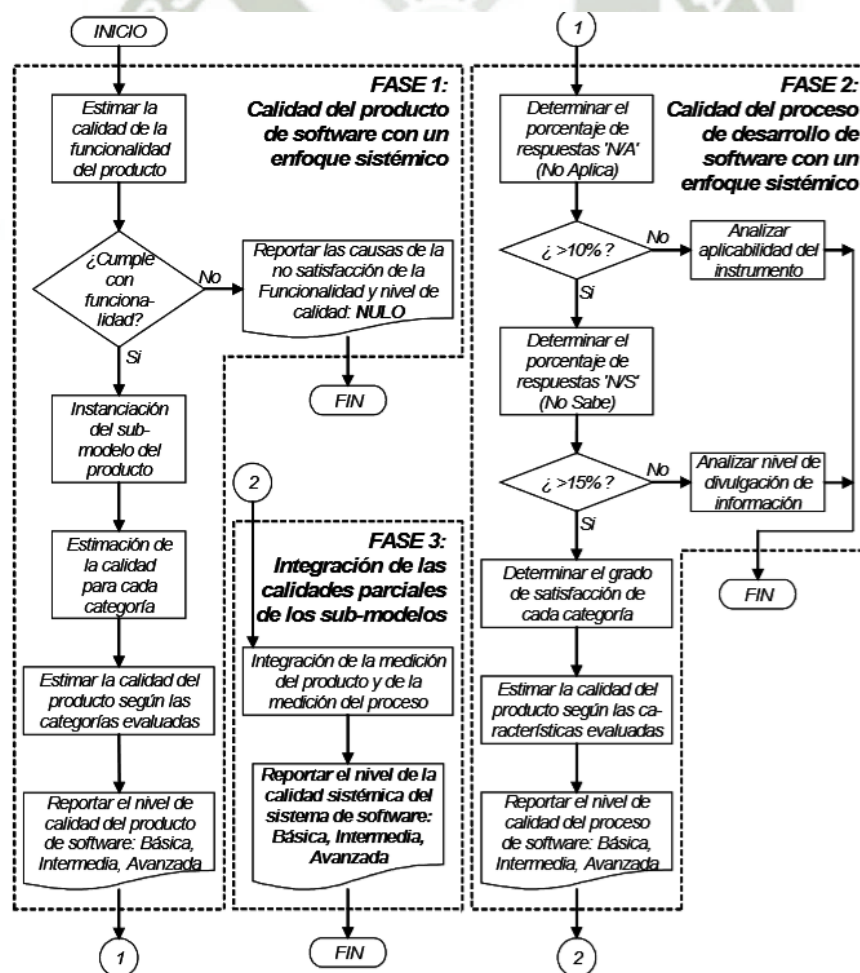 INICIO
FASE 1:
Calidad del producto
de software con un
enfoque sistémico
Estimar la
calidad de la
funcionalidad
del producto
¿Cumple
con
funciona-
lidad?
No
Reportar las causas de la
no satisfacción de la
Funcionalidad y nivel de
calidad: NULO
FIN
Si
Instanciación
del sub-
modelo del
producto
Estimación de
la calidad
para cada
categoría
Estimar la calidad del
producto según las
categorías evaluadas
Reportar el nivel de
calidad del producto
de software: Básica,
Intermedia, Avanzada
1
2
FASE 3:
Integración de las
calidades parciales
de los sub-modelos
Integración de la medición
del producto y de la
medición del proceso
Reportar el nivel de la
calidad sistémica del
sistema de software:
Básica, Intermedia,
Avanzada
FIN
1
FASE 2:
Calidad del proceso
de desarrollo de
software con un
enfoque sistémico
Determinar el
porcentaje de
respuestas 'N/A'
(No Aplica)
¿ >10% ?
No
Analizar
aplicabilidad del
instrumento
Si
Determinar el
porcentaje de
respuestas 'N/S'
(No Sabe)
¿ >15% ?
No
Analizar nivel de
divulgación de
información
Si
FIN
Determinar el grado
de satisfacción de
cada categoría
Estimar la calidad del
producto según las ca-
racterísticas evaluadas
Reportar el nivel de
calidad del proceso
de software: Básica,
Intermedia, Avanzada
2